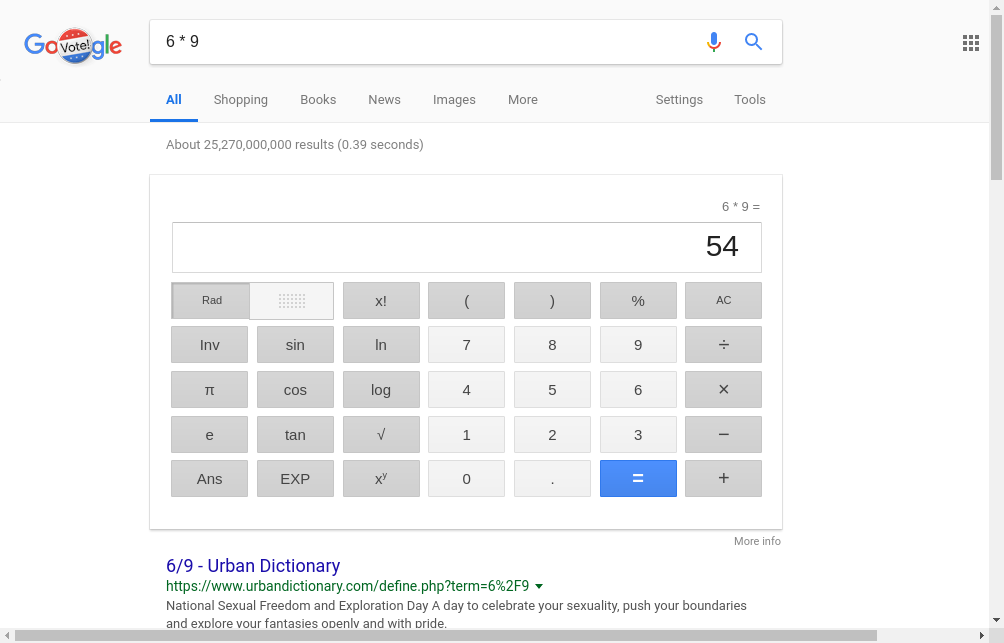 Google
Vote!
6 * 9
All Shopping Books News Images More Settings Tools
About 25,270,000,000 results (0.39 seconds)
6 * 9 =
54
Rad x! ( ) % AC
Inv sin ln 7 8 9 ÷
π cos log 4 5 6 ×
e tan √ 1 2 3 −
Ans EXP xʸ 0 . = +
More info
6/9 - Urban Dictionary
https://www.urbandictionary.com/define.php?term=6%2F9
National Sexual Freedom and Exploration Day A day to celebrate your sexuality, push your boundaries
and explore your fantasies openly and with pride.